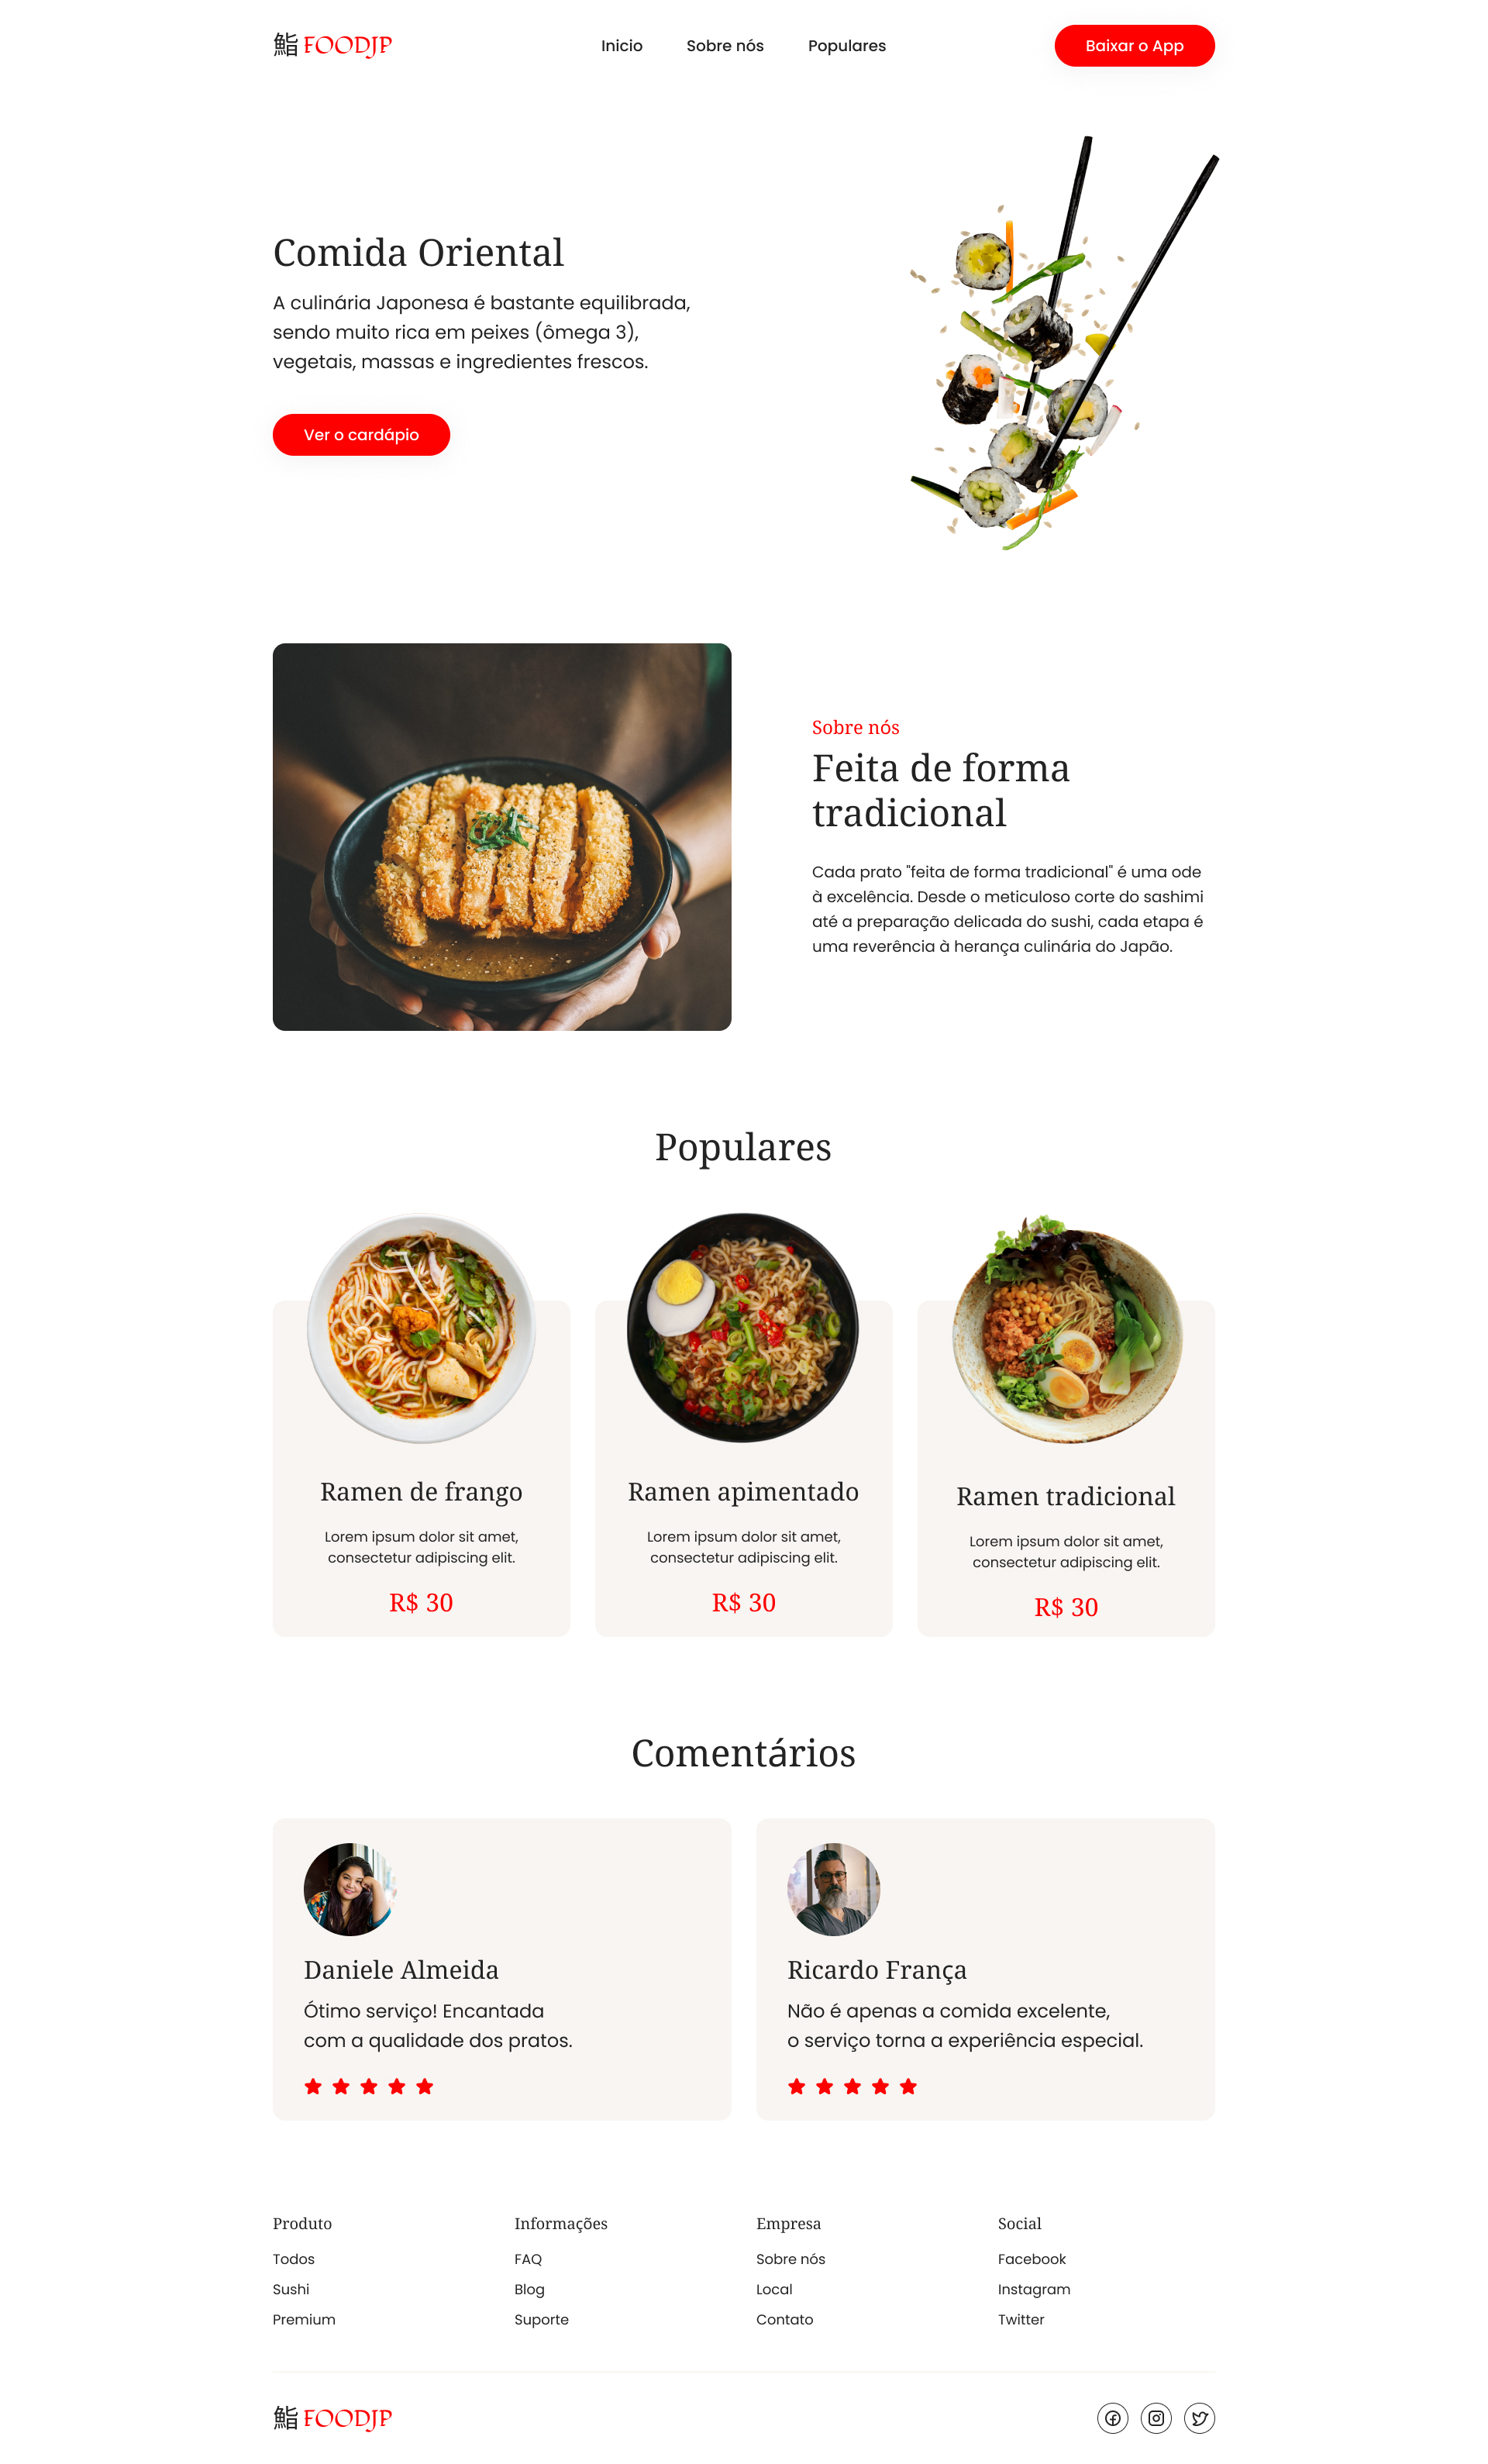 鮨 FOODJP
Inicio
Sobre nós
Populares
Baixar o App
Comida Oriental
A culinária Japonesa é bastante equilibrada,
sendo muito rica em peixes (ômega 3),
vegetais, massas e ingredientes frescos.
Ver o cardápio
Sobre nós
Feita de forma
tradicional
Cada prato "feita de forma tradicional" é uma ode
à excelência. Desde o meticuloso corte do sashimi
até a preparação delicada do sushi, cada etapa é
uma reverência à herança culinária do Japão.
Populares
Ramen de frango
Lorem ipsum dolor sit amet,
consectetur adipiscing elit.
R$ 30
Ramen apimentado
Lorem ipsum dolor sit amet,
consectetur adipiscing elit.
R$ 30
Ramen tradicional
Lorem ipsum dolor sit amet,
consectetur adipiscing elit.
R$ 30
Comentários
Daniele Almeida
Ótimo serviço! Encantada
com a qualidade dos pratos.
Ricardo França
Não é apenas a comida excelente,
o serviço torna a experiência especial.
Produto
Todos
Sushi
Premium
Informações
FAQ
Blog
Suporte
Empresa
Sobre nós
Local
Contato
Social
Facebook
Instagram
Twitter
鮨 FOODJP